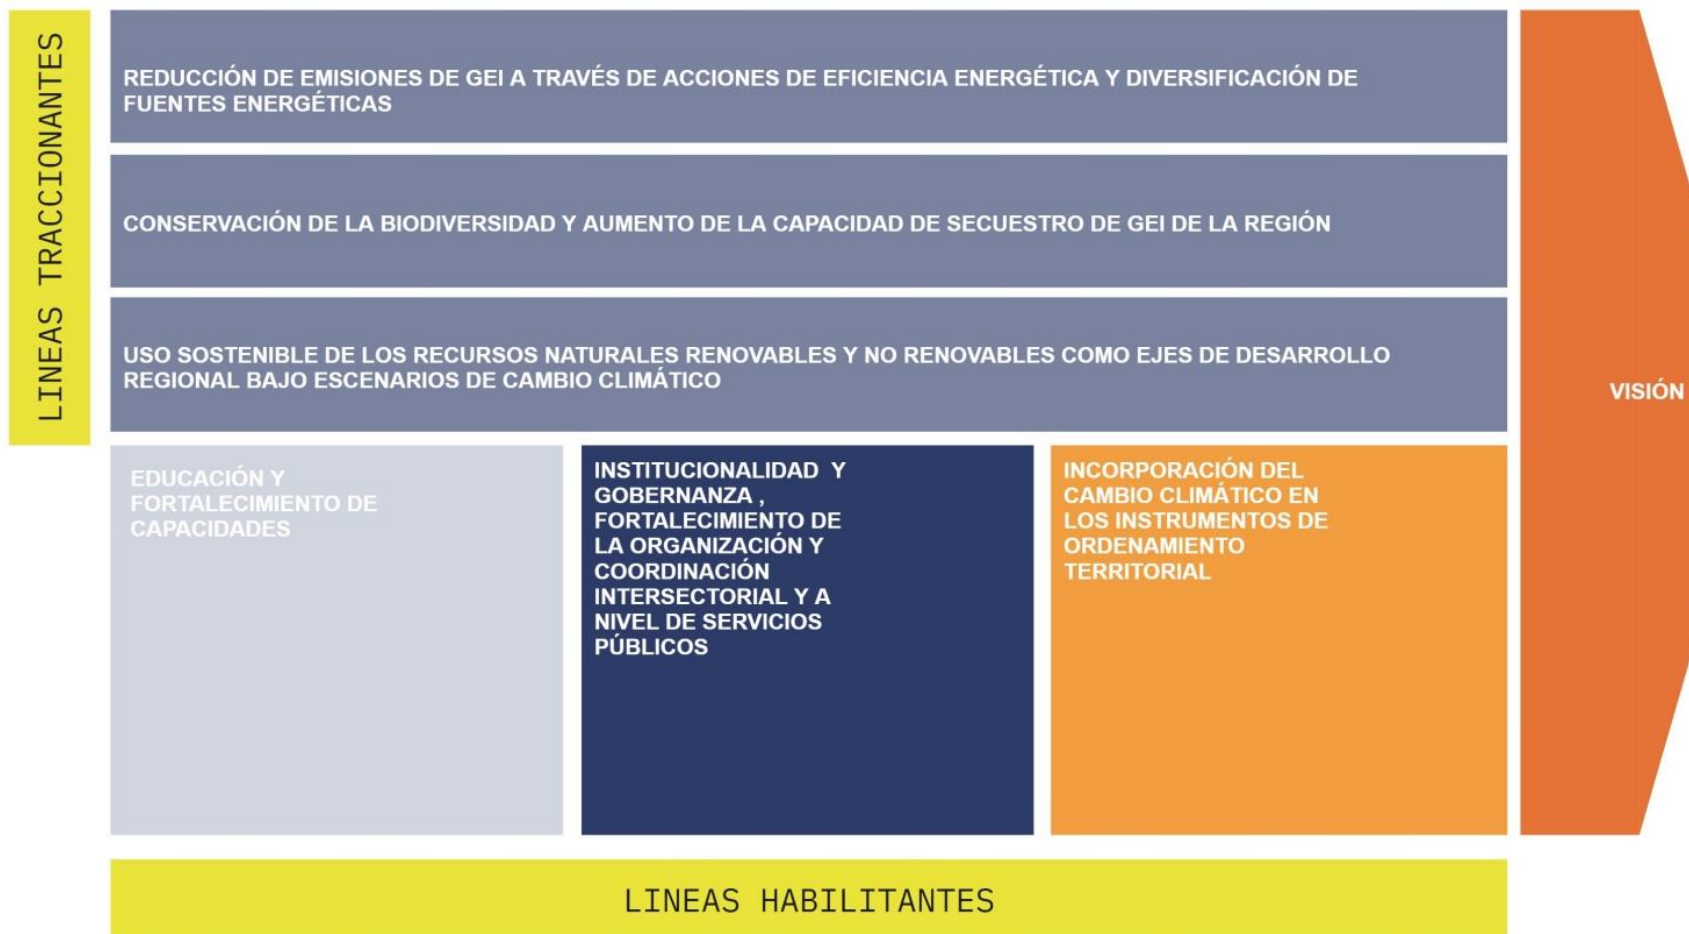 LINEAS TRACCIONANTES
REDUCCIÓN DE EMISIONES DE GEI A TRAVÉS DE ACCIONES DE EFICIENCIA ENERGÉTICA Y DIVERSIFICACIÓN DE
FUENTES ENERGÉTICAS
CONSERVACIÓN DE LA BIODIVERSIDAD Y AUMENTO DE LA CAPACIDAD DE SECUESTRO DE GEI DE LA REGIÓN
USO SOSTENIBLE DE LOS RECURSOS NATURALES RENOVABLES Y NO RENOVABLES COMO EJES DE DESARROLLO
REGIONAL BAJO ESCENARIOS DE CAMBIO CLIMÁTICO
VISIÓN
EDUCACIÓN Y
FORTALECIMIENTO DE
CAPACIDADES
INSTITUCIONALIDAD Y
GOBERNANZA ,
FORTALECIMIENTO DE
LA ORGANIZACIÓN Y
COORDINACIÓN
INTERSECTORIAL Y A
NIVEL DE SERVICIOS
PÚBLICOS
INCORPORACIÓN DEL
CAMBIO CLIMÁTICO EN
LOS INSTRUMENTOS DE
ORDENAMIENTO
TERRITORIAL
LINEAS HABILITANTES